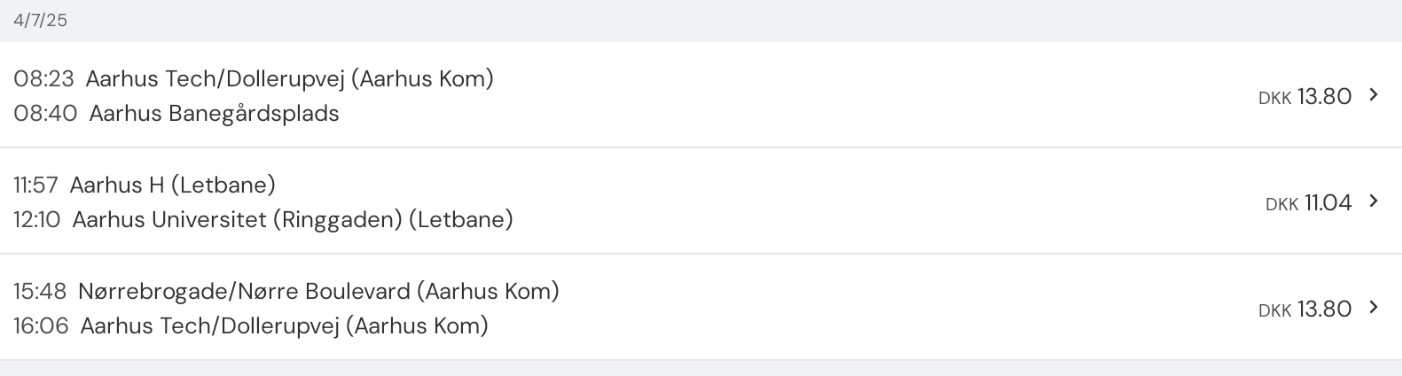 4/7/25
08:23 Aarhus Tech/Dollerupvej (Aarhus Kom)
08:40 Aarhus Banegårdsplads
DKK 13.80
11:57 Aarhus H (Letbane)
12:10 Aarhus Universitet (Ringgaden) (Letbane)
DKK 11.04
15:48 Nørrebrogade/Nørre Boulevard (Aarhus Kom)
16:06 Aarhus Tech/Dollerupvej (Aarhus Kom)
DKK 13.80